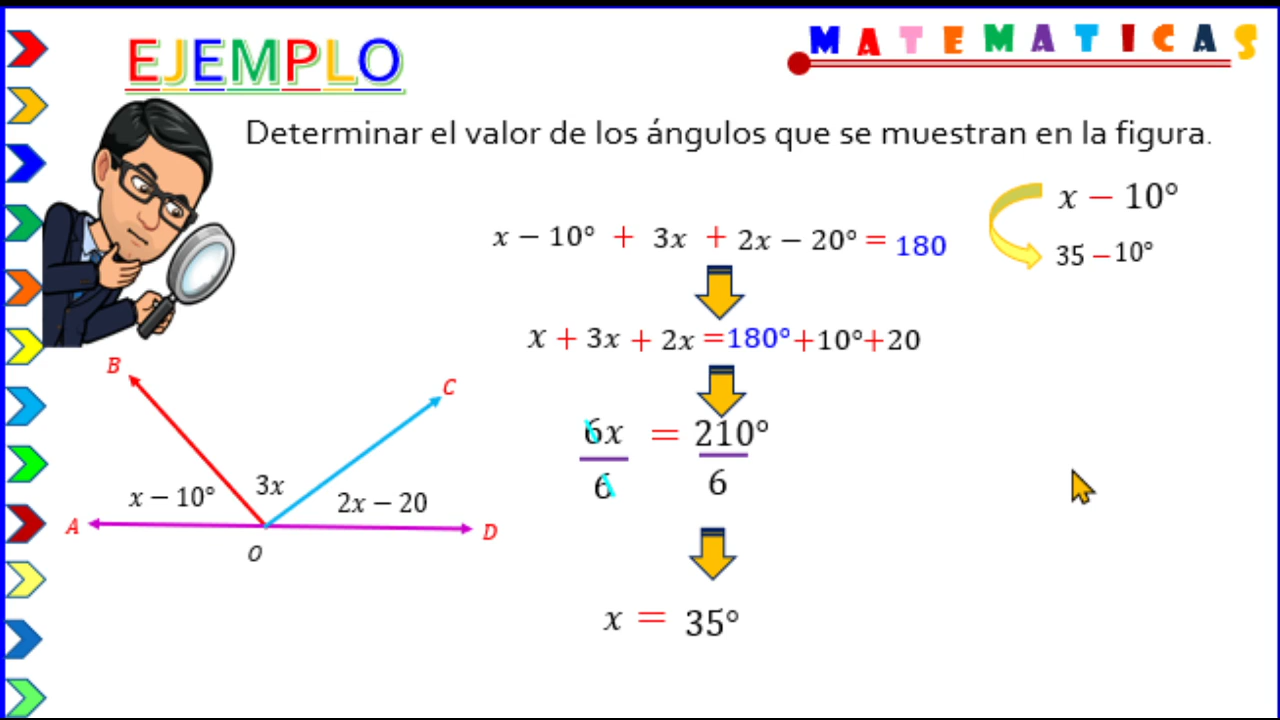 EJEMPLO
MATEMATICAS
Determinar el valor de los ángulos que se muestran en la figura.
x − 10° + 3x + 2x − 20° = 180
x + 3x + 2x = 180° + 10° + 20
6x = 210°
6 6
x = 35°
x − 10°
35 − 10°
B
C
x − 10°
3x
2x − 20
A
D
O